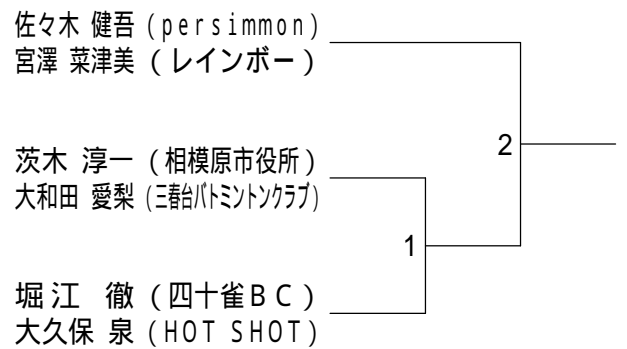 佐々木 健吾 (persimmon)
宮澤 菜津美 (レインボー)
2
茨木 淳一 (相模原市役所)
大和田 愛梨 (三春台バトミントンクラブ)
1
堀江 徹 (四十雀BC)
大久保 泉 (HOT SHOT)